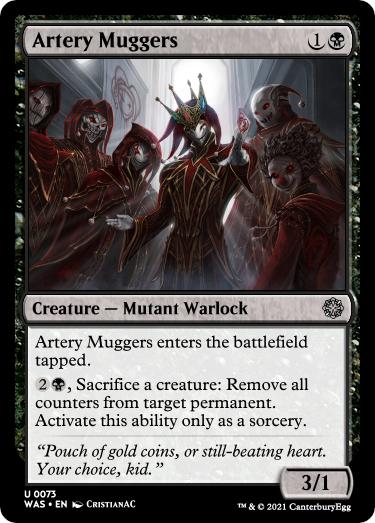 Artery Muggers 1
Creature — Mutant Warlock
Artery Muggers enters the battlefield
tapped.
2, Sacrifice a creature: Remove all
counters from target permanent.
Activate this ability only as a sorcery.
“Pouch of gold coins, or still-beating heart.
Your choice, kid.”
3/1
U 0073
WAS • EN CristianAC
™ & © 2021 CanterburyEgg